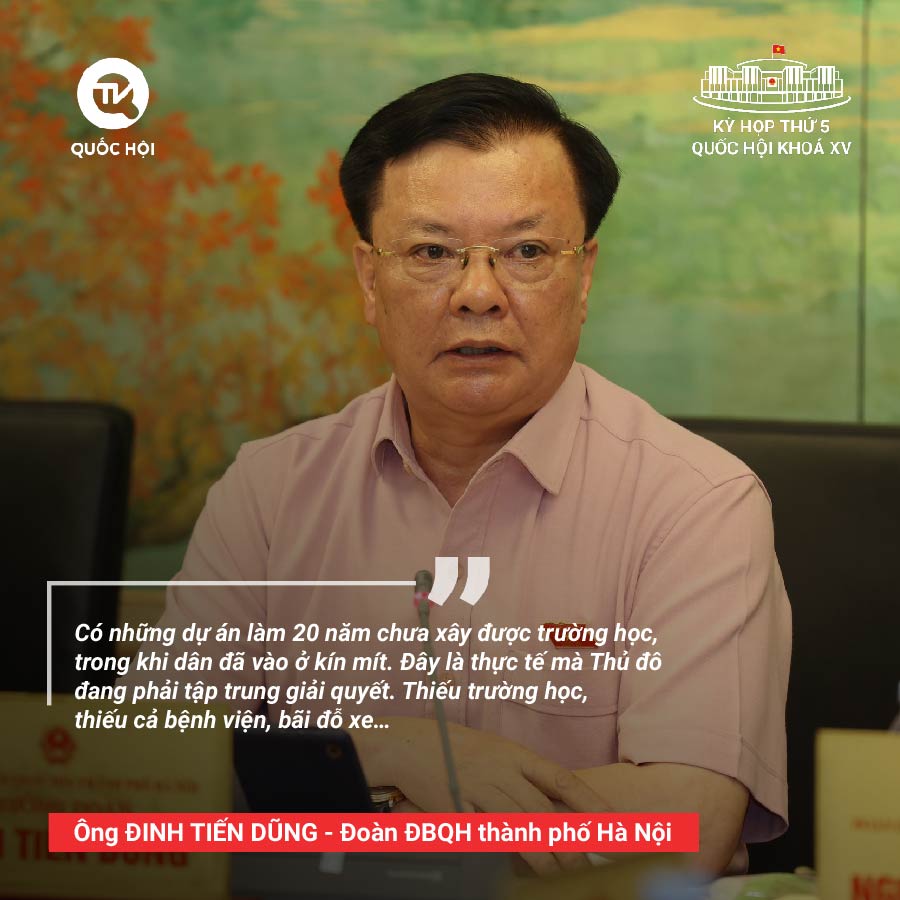 TV
QUỐC HỘI
KỲ HỌP THỨ 5
QUỐC HỘI KHOÁ XV
Có những dự án làm 20 năm chưa xây được trường học,
trong khi dân đã vào ở kín mít. Đây là thực tế mà Thủ đô
đang phải tập trung giải quyết. Thiếu trường học,
thiếu cả bệnh viện, bãi đỗ xe...
Ông ĐINH TIẾN DŨNG - Đoàn ĐBQH thành phố Hà Nội
TIẾN DŨNG